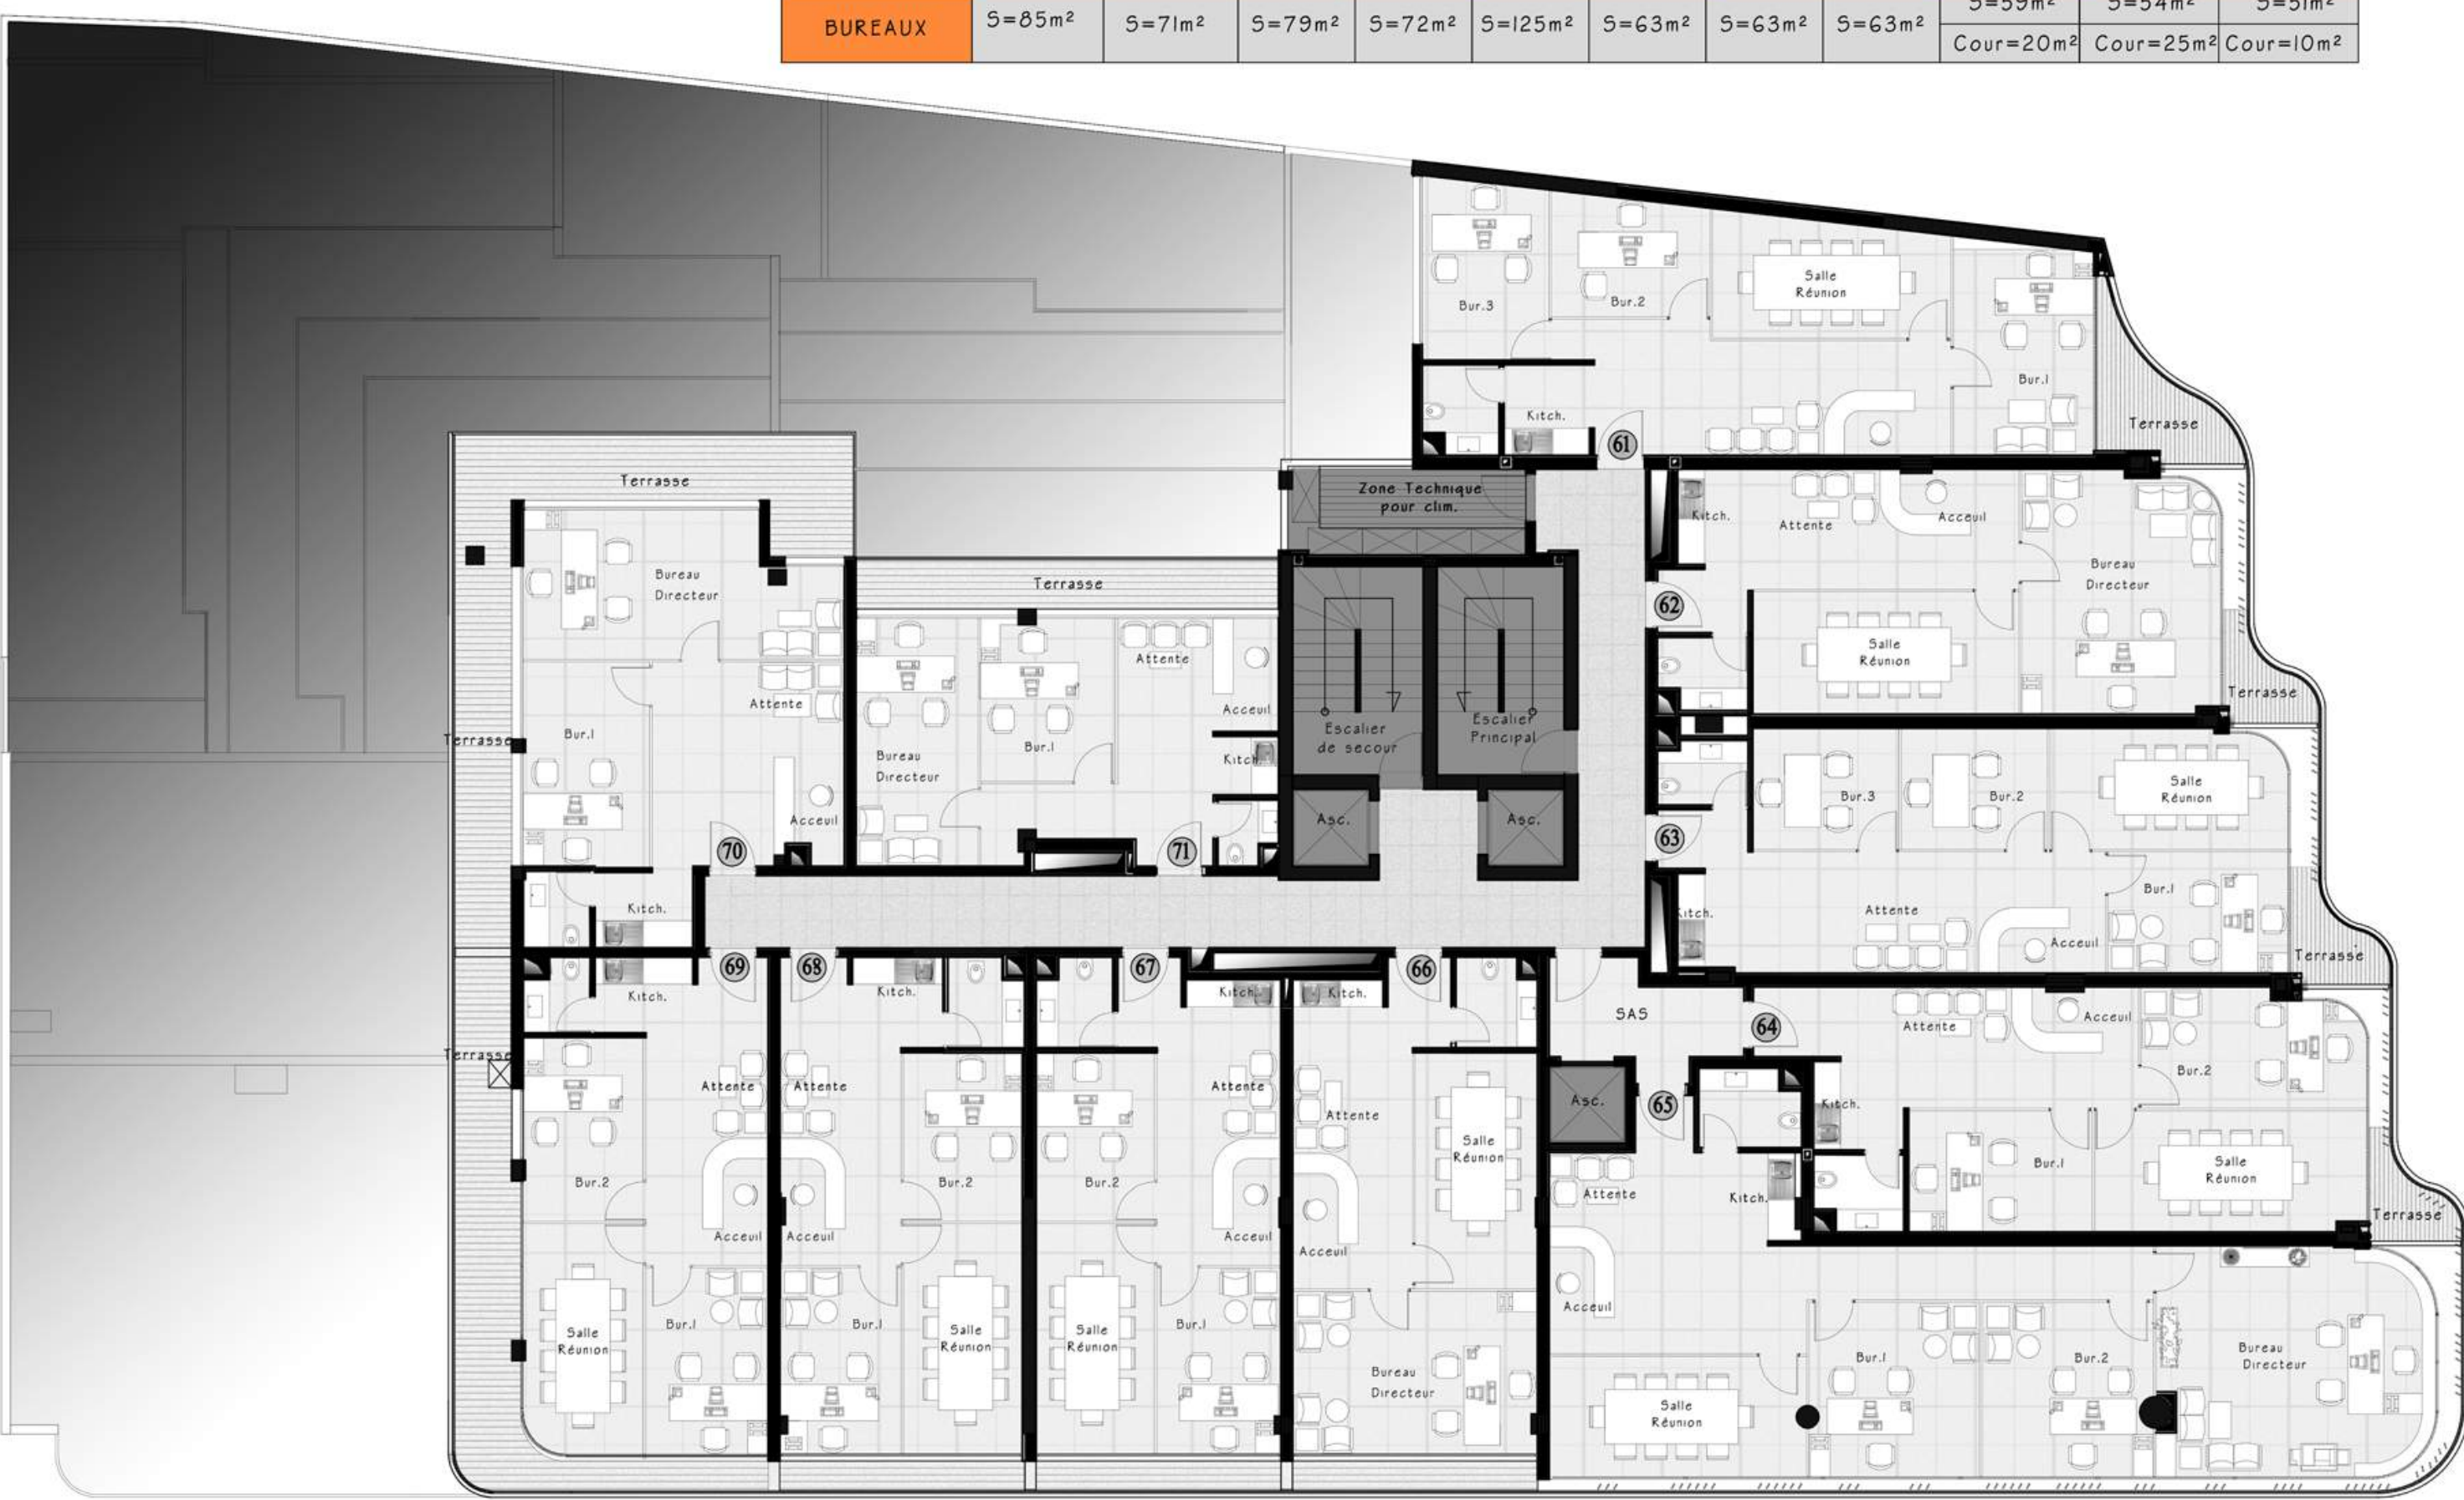 BUREAUX
S=85m²
S=71m²
S=79m²
S=72m²
S=125m²
S=63m²
S=63m²
S=63m²
S=59m²
S=54m²
S=51m²
Cour=20m²
Cour=25m²
Cour=10m²
Bur.3
Bur.2
Salle
Réunion
Bur.1
Kitch.
61
Terrasse
Terrasse
Zone Technique
pour clim.
Kitch.
Attente
Acceuil
Bureau
Directeur
62
Salle
Réunion
Terrasse
Bureau
Directeur
Attente
Bur.1
Terrasse
Acceuil
70
Kitch.
Terrasse
Attente
Acceuil
Bur.1
Bureau
Directeur
Kitch.
71
Escalier
de secour
Escalier
Principal
Asc.
Asc.
63
Bur.3
Bur.2
Salle
Réunion
Bur.1
Kitch.
Attente
Acceuil
Terrasse
69
68
67
66
Kitch.
Kitch.
Kitch.
Kitch.
SAS
64
Attente
Acceuil
Bur.2
Terrasse
Attente
Attente
Attente
Attente
Salle
Réunion
Asc.
65
Kitch.
Bur.1
Salle
Réunion
Terrasse
Bur.2
Bur.2
Bur.2
Attente
Kitch.
Acceuil
Acceuil
Acceuil
Acceuil
Acceuil
Salle
Réunion
Bur.1
Bur.1
Salle
Réunion
Salle
Réunion
Bur.1
Bureau
Directeur
Salle
Réunion
Bur.1
Bur.2
Bureau
Directeur